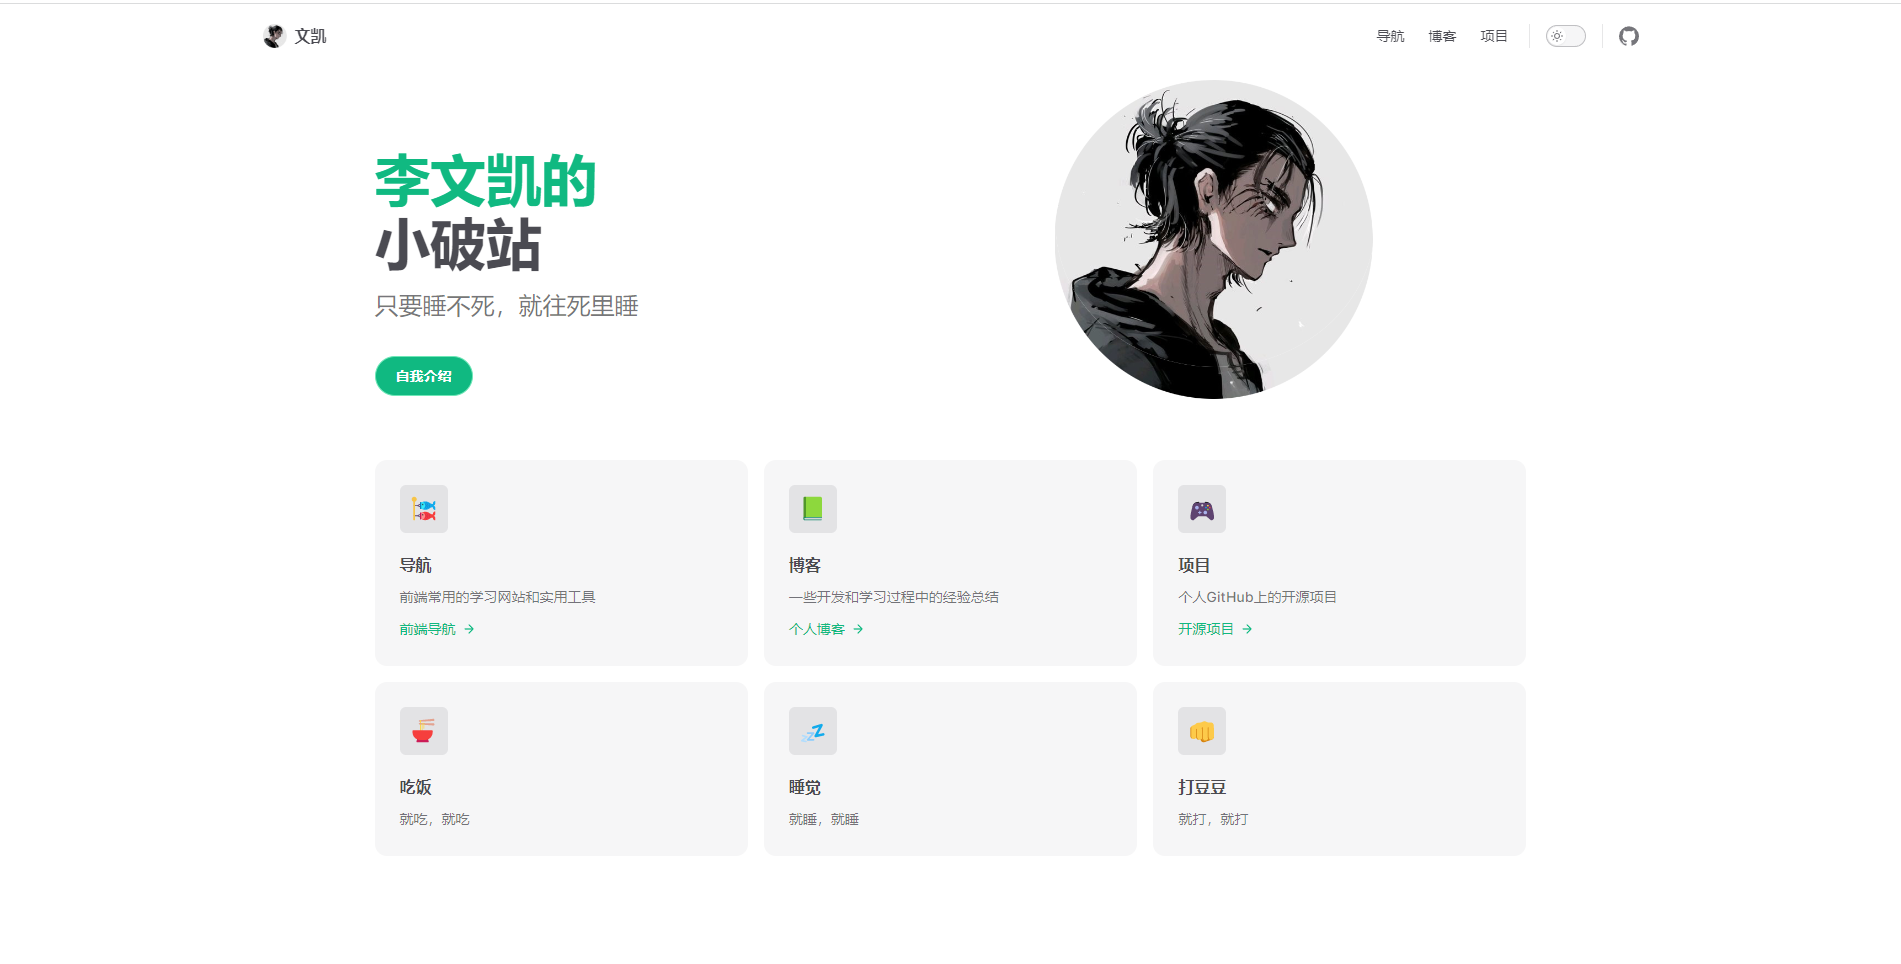 文凯
导航 博客 项目
李文凯的
小破站
只要睡不死，就往死里睡
自我介绍
导航
前端常用的学习网站和实用工具
前端导航 →
博客
一些开发和学习过程中的经验总结
个人博客 →
项目
个人GitHub上的开源项目
开源项目 →
吃饭
就吃，就吃
睡觉
就睡，就睡
打豆豆
就打，就打